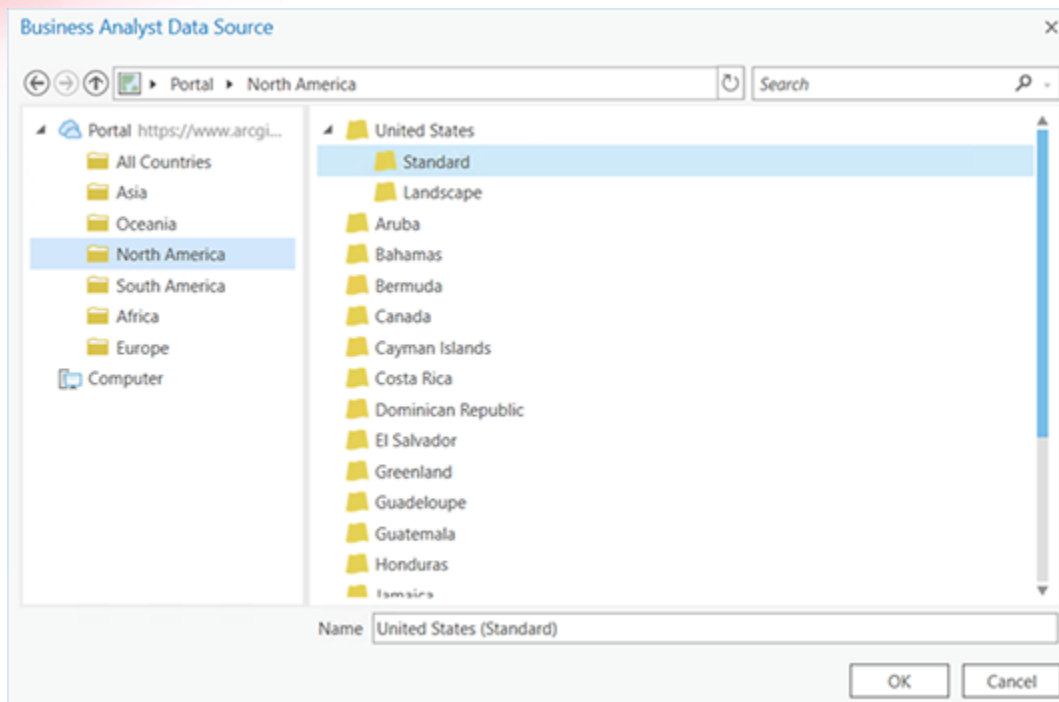 Business Analyst Data Source
Portal North America
Search
Portal https://www.arcgi...
All Countries
Asia
Oceania
North America
South America
Africa
Europe
Computer
United States
Standard
Landscape
Aruba
Bahamas
Bermuda
Canada
Cayman Islands
Costa Rica
Dominican Republic
El Salvador
Greenland
Guadeloupe
Guatemala
Honduras
Jamaica
Name United States (Standard)
OK Cancel